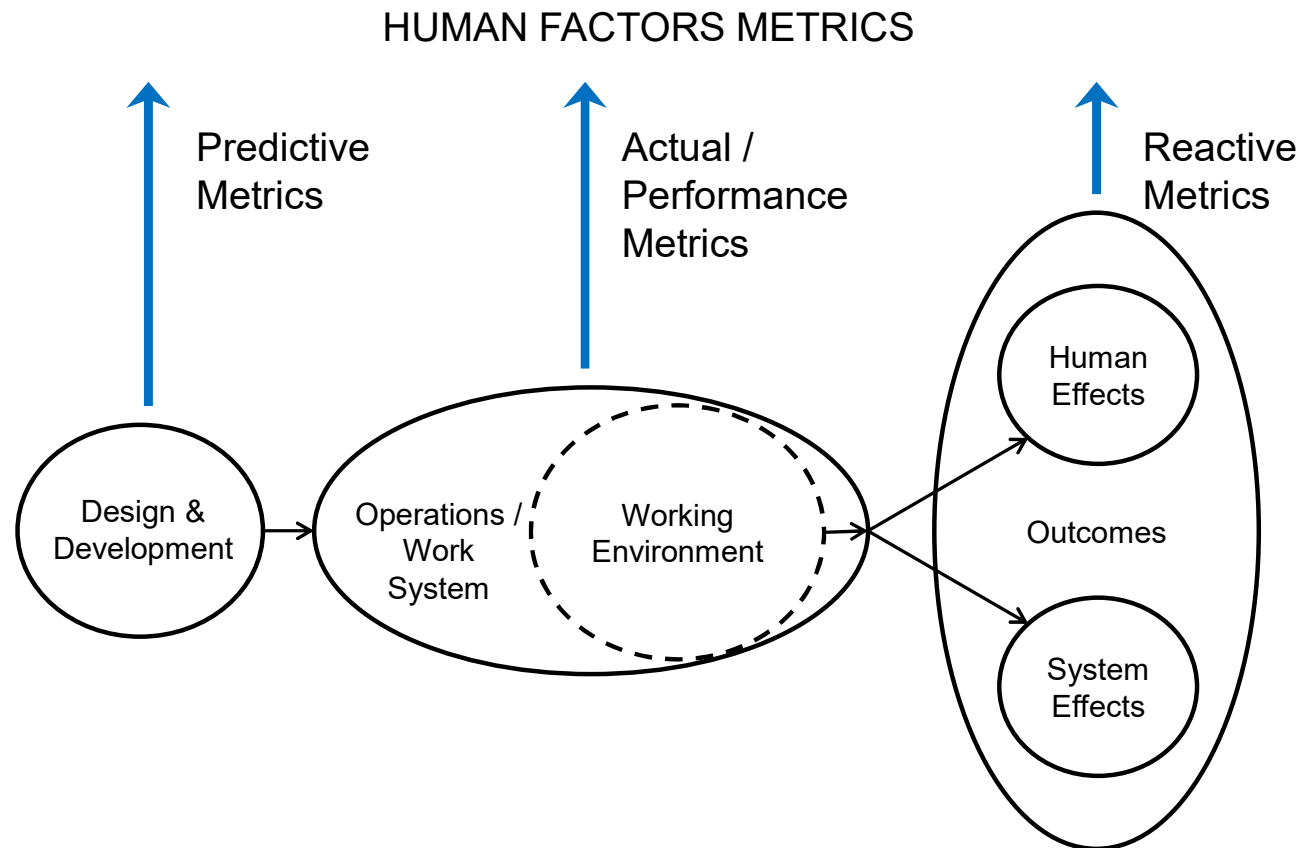 HUMAN FACTORS METRICS
Predictive
Metrics
Actual /
Performance
Metrics
Reactive
Metrics
Design &
Development
Operations /
Work
System
Working
Environment
Human
Effects
Outcomes
System
Effects